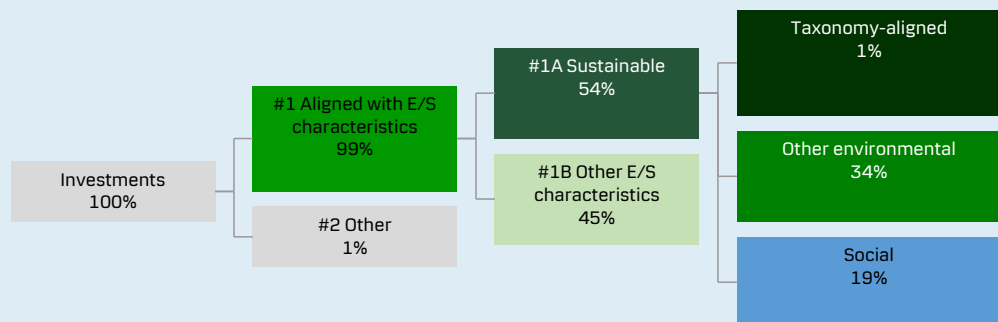 Investments
100%
#1 Aligned with E/S
characteristics
99%
#2 Other
1%
#1A Sustainable
54%
#1B Other E/S
characteristics
45%
Taxonomy-aligned
1%
Other environmental
34%
Social
19%